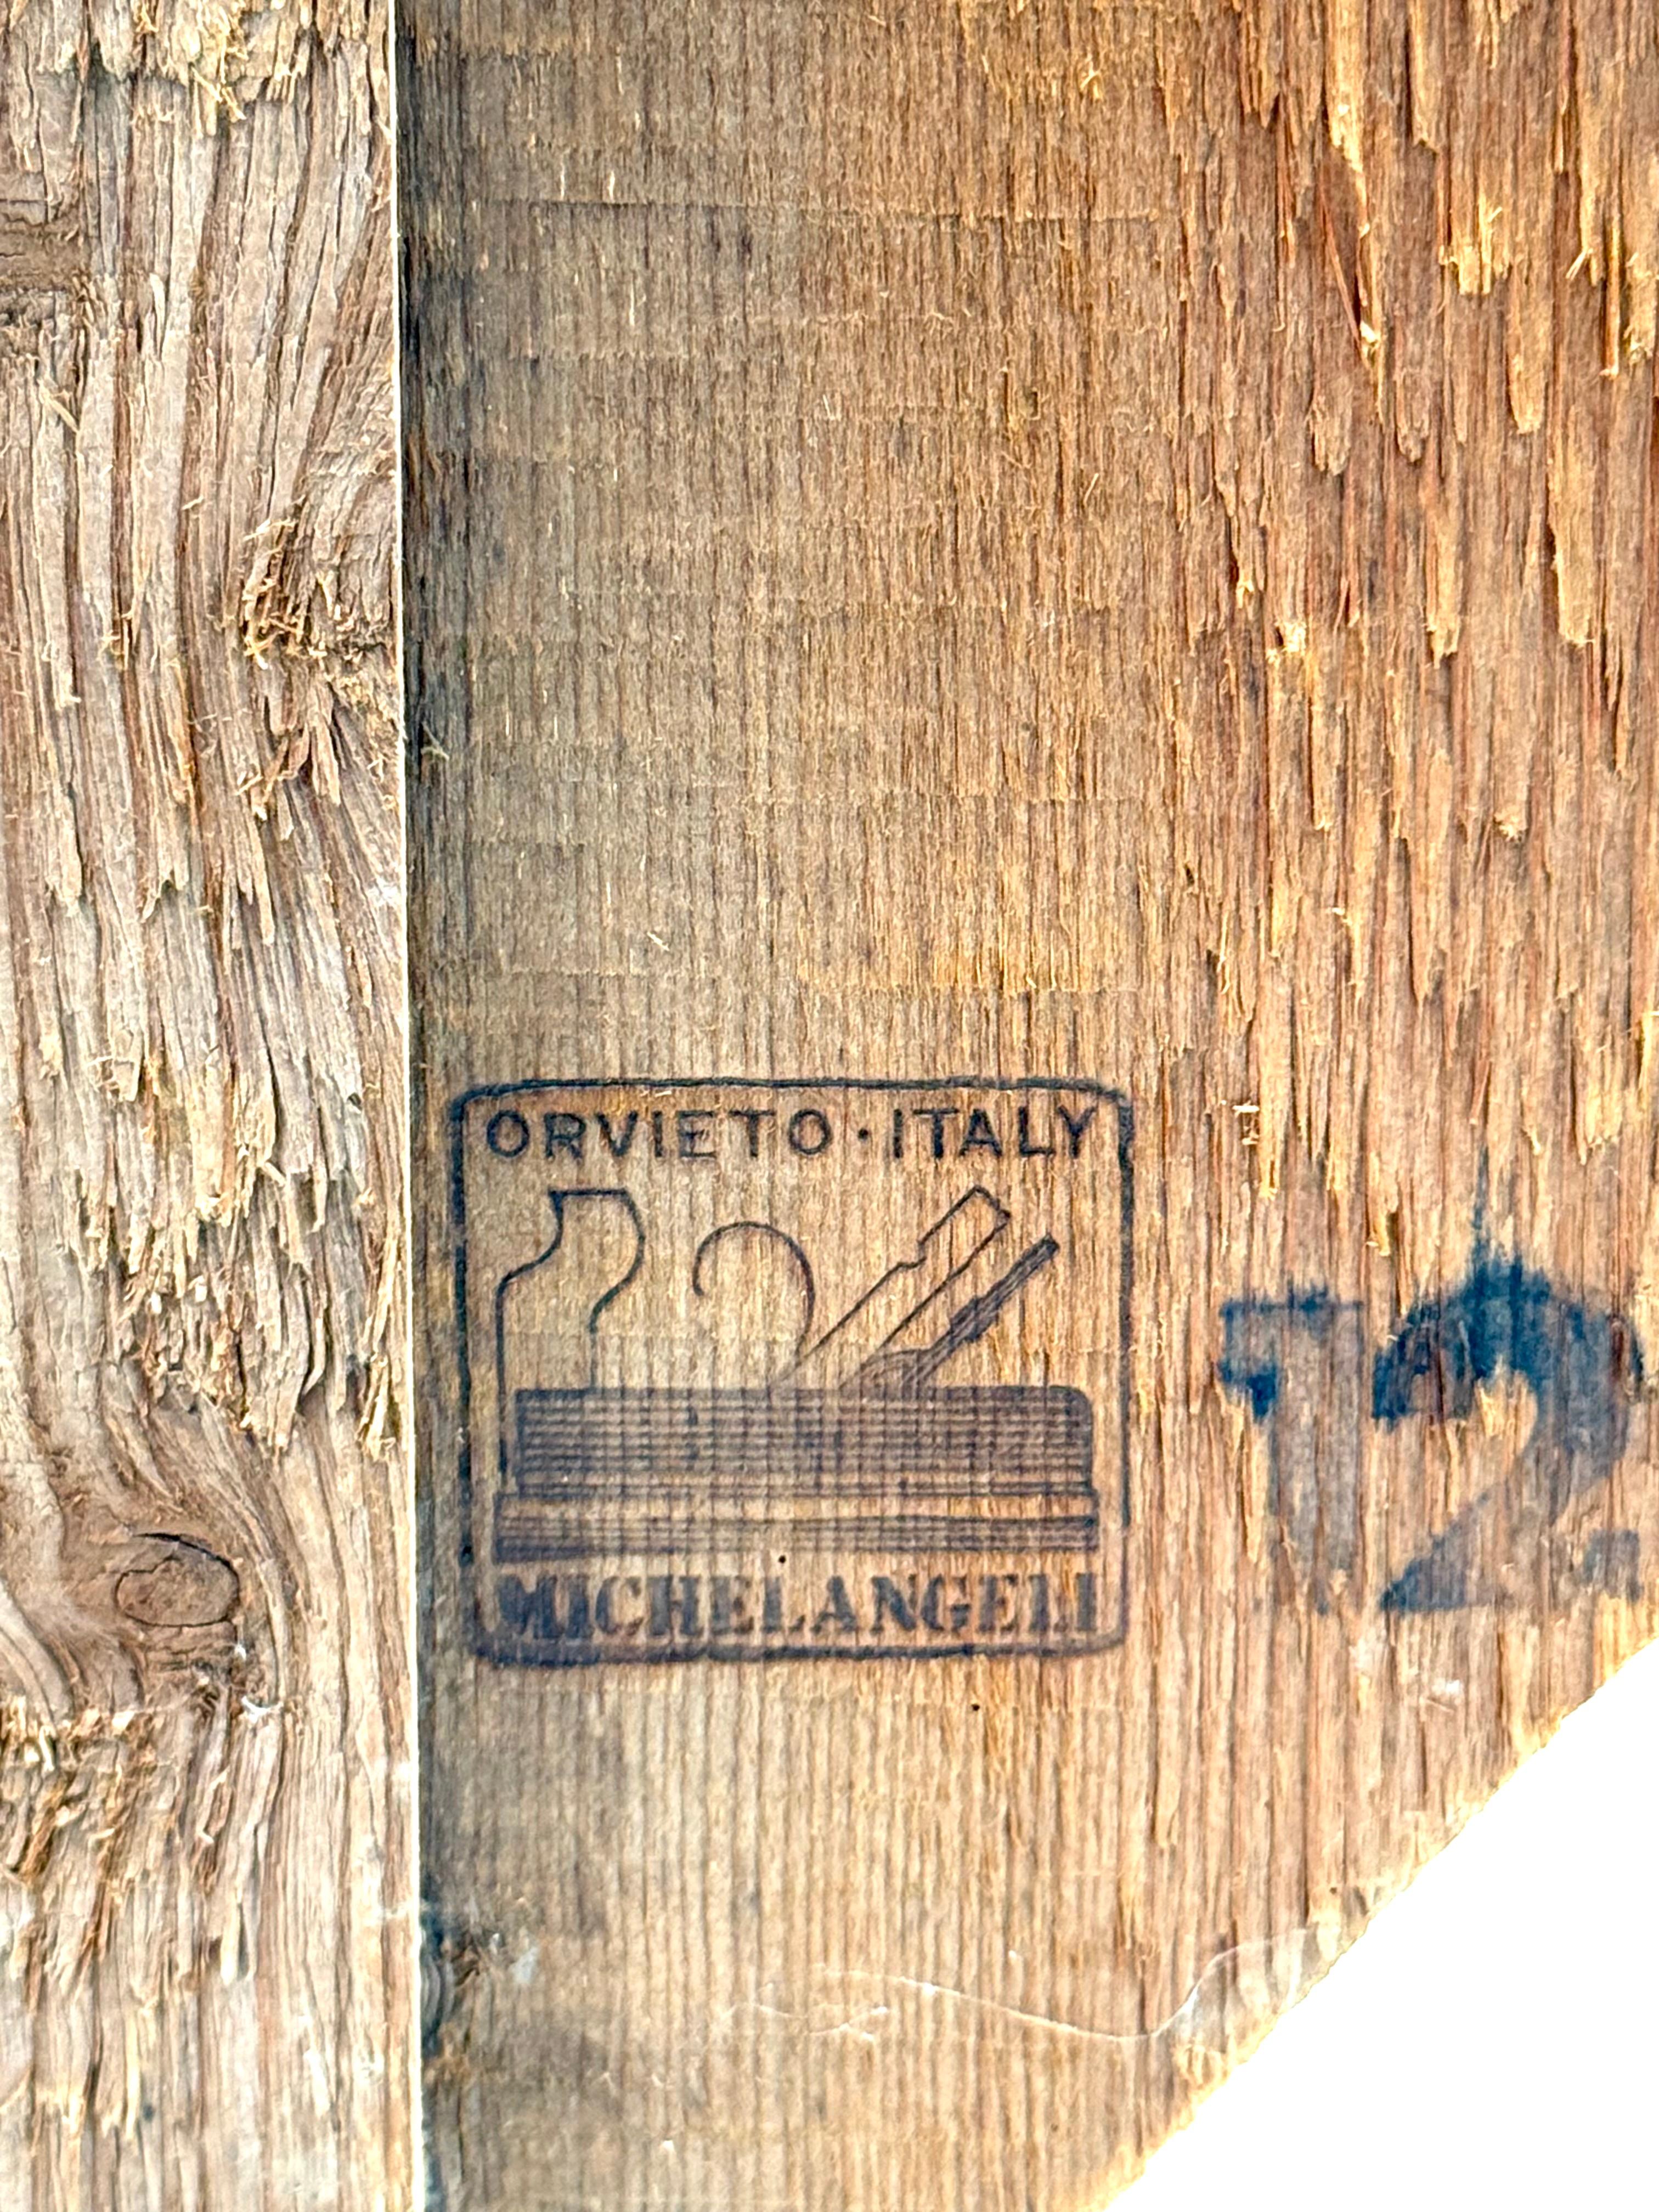 ORVIETO · ITALY
MICHELANGELI
12